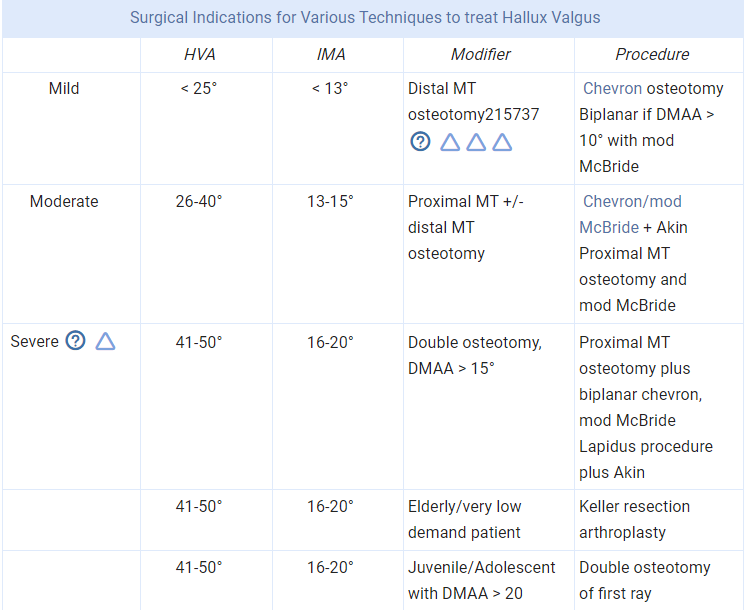 Surgical Indications for Various Techniques to treat Hallux Valgus
HVA IMA Modifier Procedure
Mild < 25° < 13° Distal MT Chevron osteotomy
osteotomy215737 Biplanar if DMAA >
? 10° with mod
McBride
Moderate 26-40° 13-15° Proximal MT +/- Chevron/mod
distal MT McBride + Akin
osteotomy Proximal MT
osteotomy and
mod McBride
Severe ? 41-50° 16-20° Double osteotomy, Proximal MT
DMAA > 15° osteotomy plus
biplanar chevron,
mod McBride
Lapidus procedure
plus Akin
41-50° 16-20° Elderly/very low Keller resection
demand patient arthroplasty
41-50° 16-20° Juvenile/Adolescent Double osteotomy
with DMAA > 20 of first ray